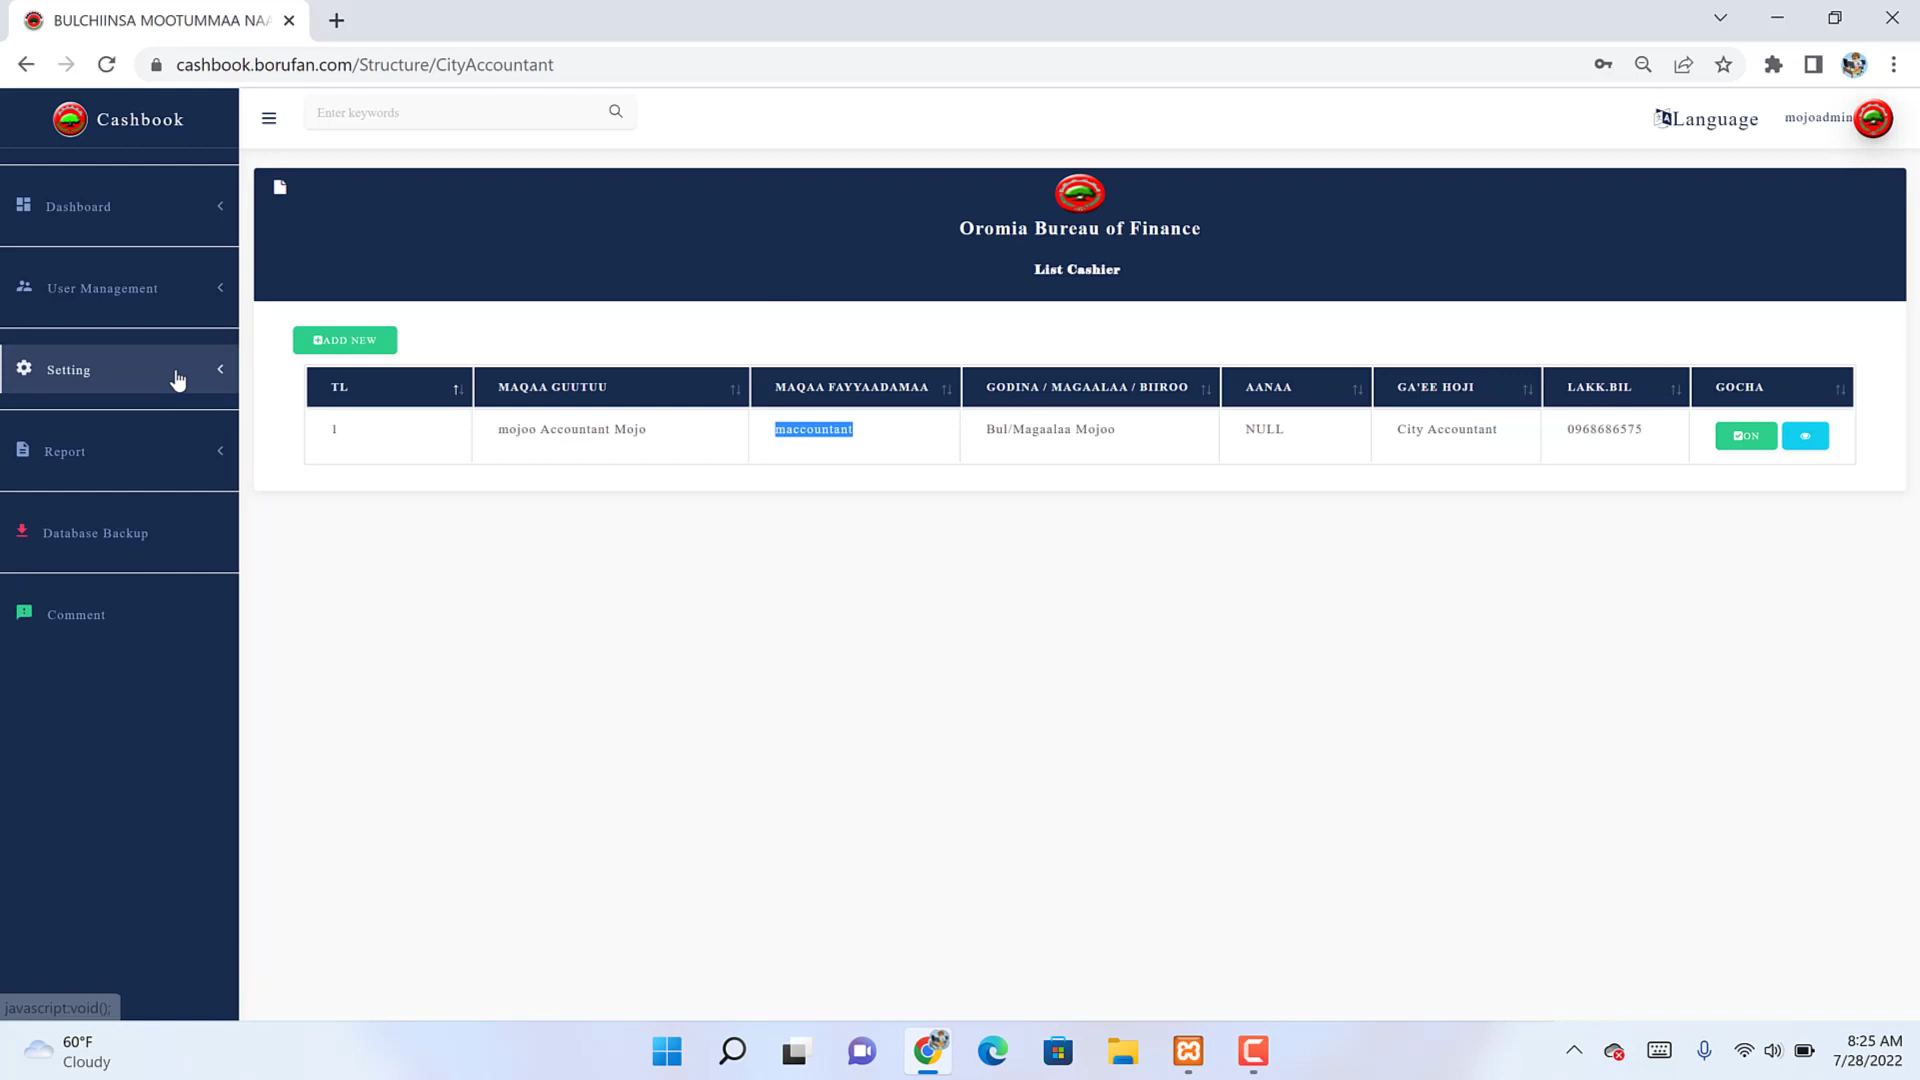 BULCHIINSA MOOTUMMAA NAA
cashbook.borufan.com/Structure/CityAccountant
Cashbook
Enter keywords
Language
mojoadmin
Dashboard
User Management
Setting
Report
Database Backup
Comment
Oromia Bureau of Finance
List Cashier
ADD NEW
TL MAQAA GUUTUU MAQAA FAYYAADAMAA GODINA / MAGAALAA / BIIROO AANAA GA'EE HOJI LAKK.BIL GOCHA
1 mojoo Accountant Mojo maccountant Bul/Magaalaa Mojoo NULL City Accountant 0968686575 ON
javascript:void();
60°F
Cloudy
8:25 AM
7/28/2022